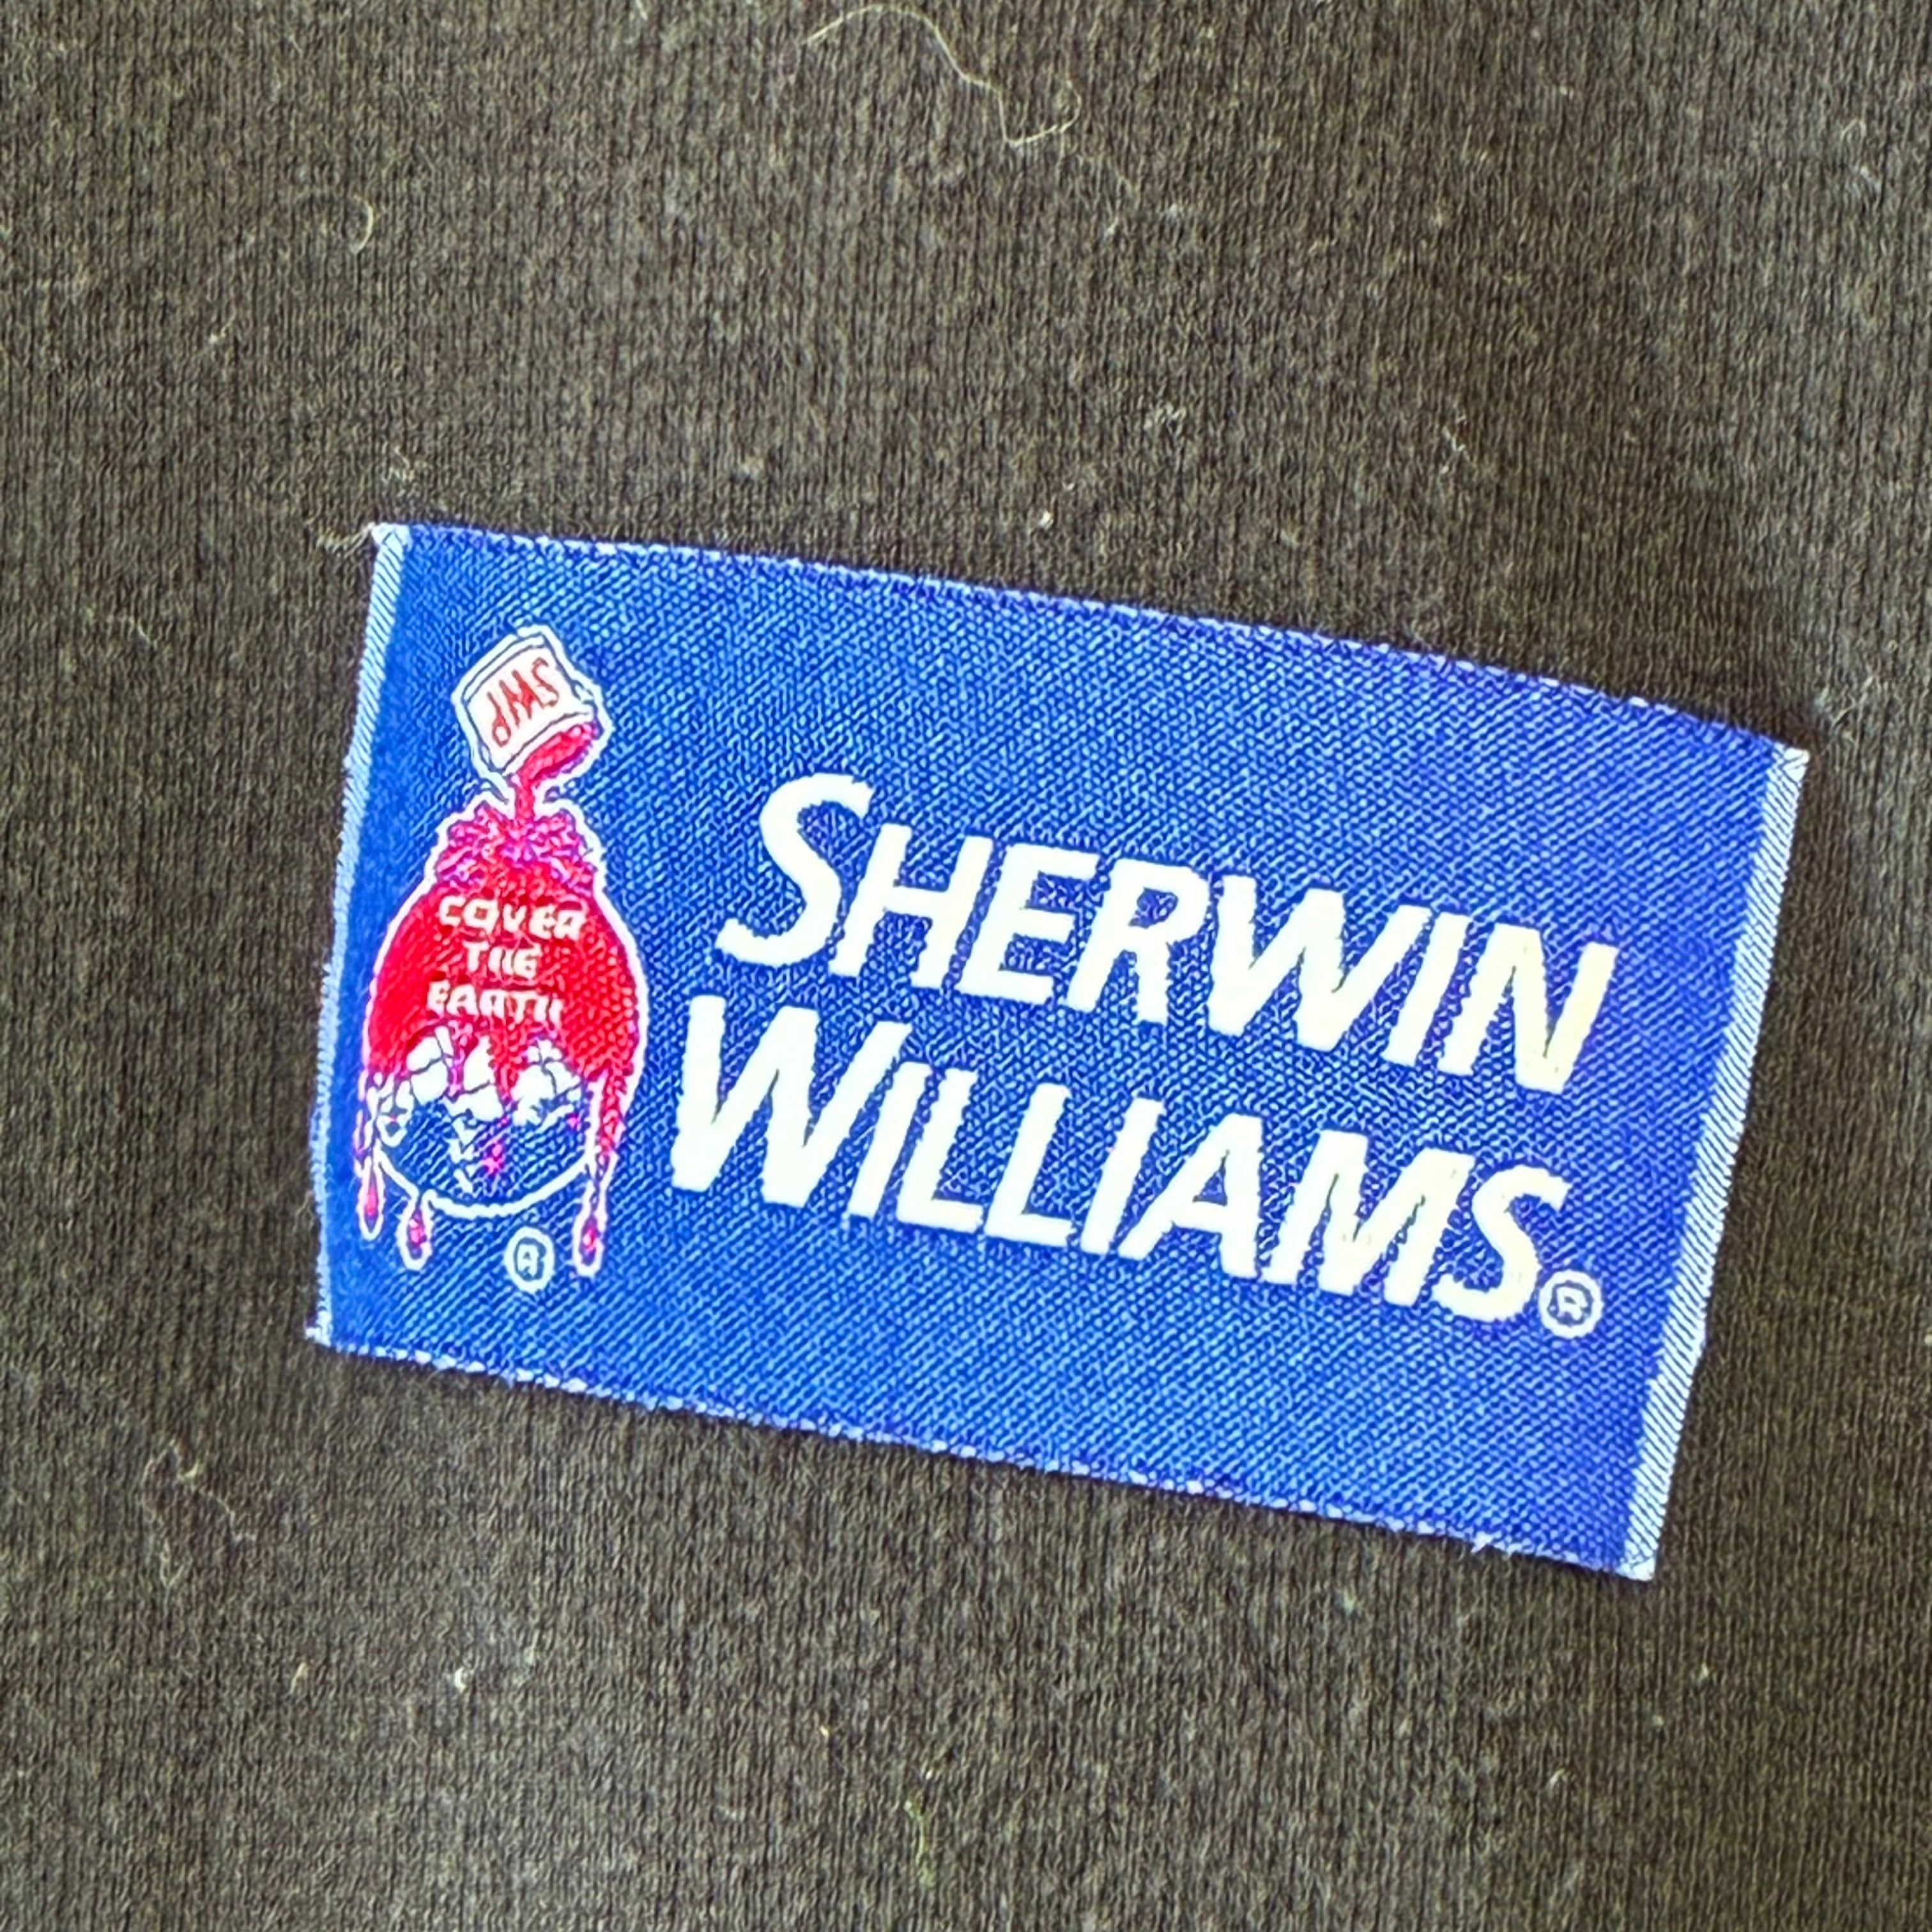 SWP
COVER
THE
EARTH
®
SHERWIN
WILLIAMS®